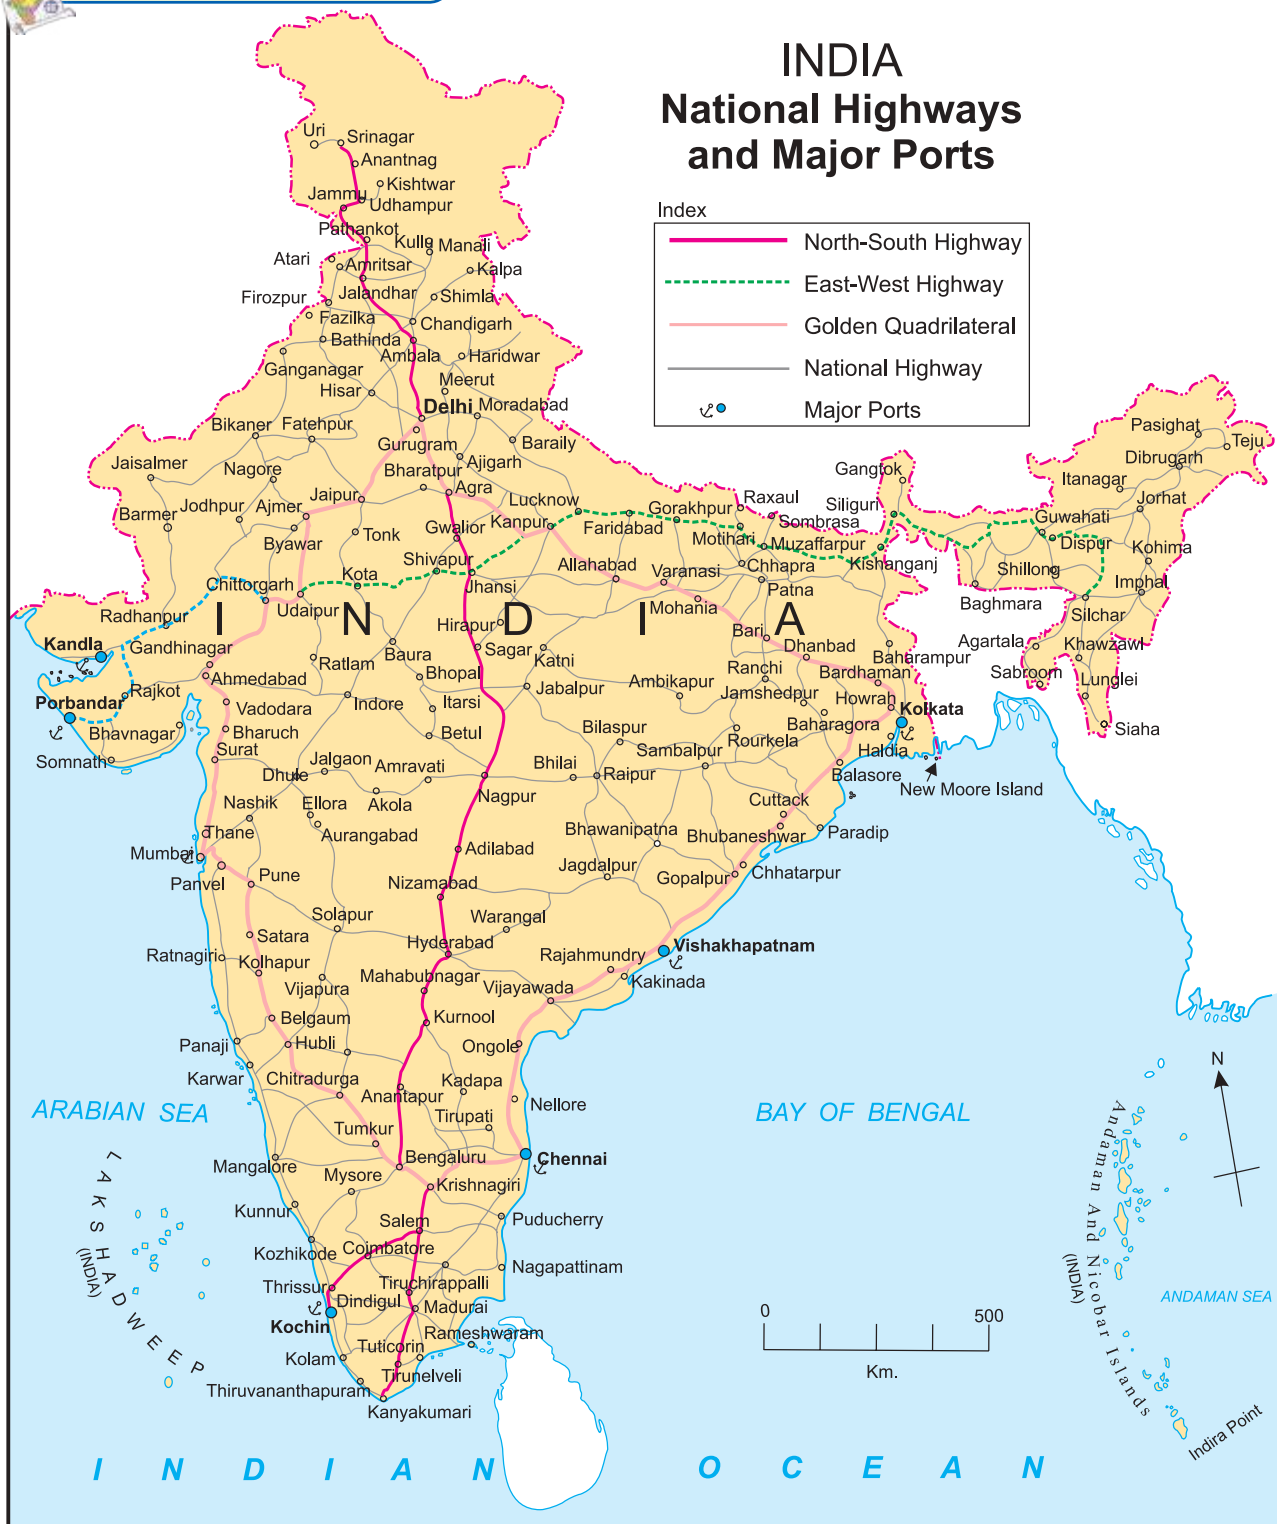 INDIA
National Highways
and Major Ports
Index
North-South Highway
East-West Highway
Golden Quadrilateral
National Highway
Major Ports
Uri
Srinagar
Anantnag
Kishtwar
Jammu
Udhampur
Pathankot
Kullu
Manali
Atari
Amritsar
Kalpa
Firozpur
Jalandhar
Shimla
Fazilka
Chandigarh
Bathinda
Ambala
Haridwar
Ganganagar
Hisar
Meerut
Delhi
Moradabad
Bikaner
Fatehpur
Gurugram
Baraily
Pasighat
Teju
Jaisalmer
Nagore
Bharatpur
Ajigarh
Gangtok
Dibrugarh
Itanagar
Jodhpur
Ajmer
Jaipur
Agra
Lucknow
Gorakhpur
Raxaul
Siliguri
Jorhat
Barmer
Byawar
Tonk
Gwalior
Kanpur
Faridabad
Sombrasa
Motihari
Muzaffarpur
Guwahati
Dispur
Kohima
Chittorgarh
Kota
Shivapur
Jhansi
Allahabad
Varanasi
Chhapra
Kishanganj
Shillong
Imphal
Patna
Baghmara
Udaipur
Mohania
Silchar
Radhanpur
I N D I A
Hirapur
Kandla
Gandhinagar
Bari
Dhanbad
Agartala
Khawzawl
Baura
Sagar
Katni
Baharampur
Ratlam
Bhopal
Ranchi
Bardhaman
Sabroom
Ahmedabad
Rajkot
Jabalpur
Ambikapur
Jamshedpur
Howrah
Lunglei
Porbandar
Vadodara
Indore
Itarsi
Kolkata
Bhavnagar
Bharuch
Betul
Bilaspur
Baharagora
Siaha
Surat
Rourkela
Haldia
Somnath
Jalgaon
Sambalpur
Dhule
Amravati
Bhilai
Raipur
Balasore
New Moore Island
Nashik
Ellora
Akola
Nagpur
Cuttack
Thane
Aurangabad
Bhawanipatna
Bhubaneshwar
Paradip
Mumbai
Adilabad
Jagdalpur
Panvel
Pune
Nizamabad
Gopalpur
Chhatarpur
Solapur
Warangal
Satara
Hyderabad
Vishakhapatnam
Ratnagiri
Kolhapur
Rajahmundry
Mahabubnagar
Vijapura
Vijayawada
Kakinada
Belgaum
Kurnool
Panaji
Hubli
Ongole
Karwar
Chitradurga
Kadapa
Anantapur
Nellore
N
ARABIAN SEA
BAY OF BENGAL
Tirupati
Tumkur
Bengaluru
Chennai
Mangalore
Mysore
Krishnagiri
Kunnur
Salem
Puducherry
Kozhikode
Coimbatore
Nagapattinam
Thrissur
Tiruchirappalli
Dindigul
Madurai
Kochin
Rameshwaram
Tuticorin
Kolam
Tirunelveli
Thiruvananthapuram
Kanyakumari
LAKSHADWEEP
(INDIA)
Andaman And Nicobar Islands
(INDIA)
ANDAMAN SEA
0 500
Km.
Indira Point
INDIAN OCEAN